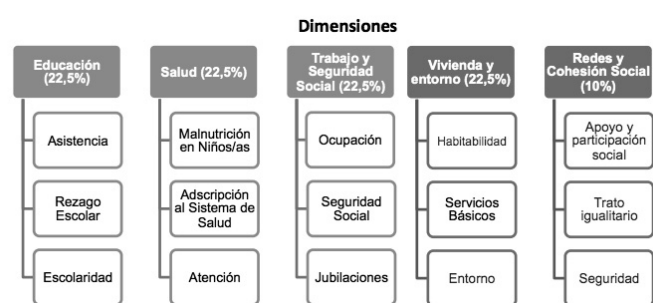 Dimensiones
Educación
(22,5%)
Asistencia
Rezago
Escolar
Escolaridad
Salud (22,5%)
Malnutrición
en Niños/as
Adscripción
al Sistema de
Salud
Atención
Trabajo y
Seguridad
Social (22,5%)
Ocupación
Seguridad
Social
Jubilaciones
Vivienda y
entorno (22,5%)
Habitabilidad
Servicios
Básicos
Entorno
Redes y
Cohesión Social
(10%)
Apoyo y
participación
social
Trato
igualitario
Seguridad